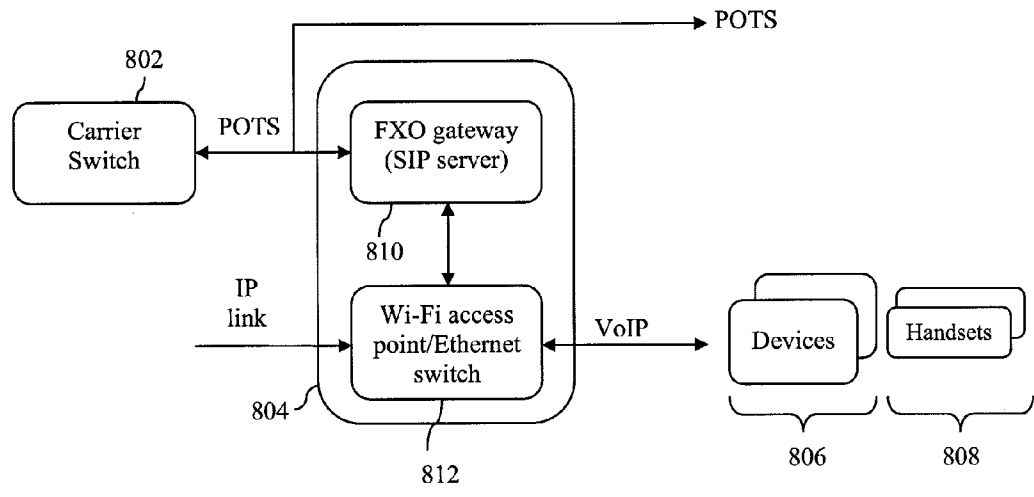 POTS
802
Carrier
Switch
POTS
FXO gateway
(SIP server)
810
IP
link
Wi-Fi access
point/Ethernet
switch
VoIP
Devices
Handsets
804
812
806
808